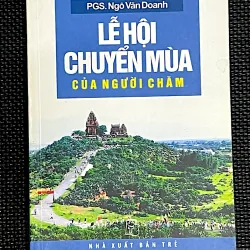 PGS. Ngô Văn Doanh
LỄ HỘI
CHUYỂN MÙA
CỦA NGƯỜI CHĂM
NHÀ XUẤT BẢN TRẺ